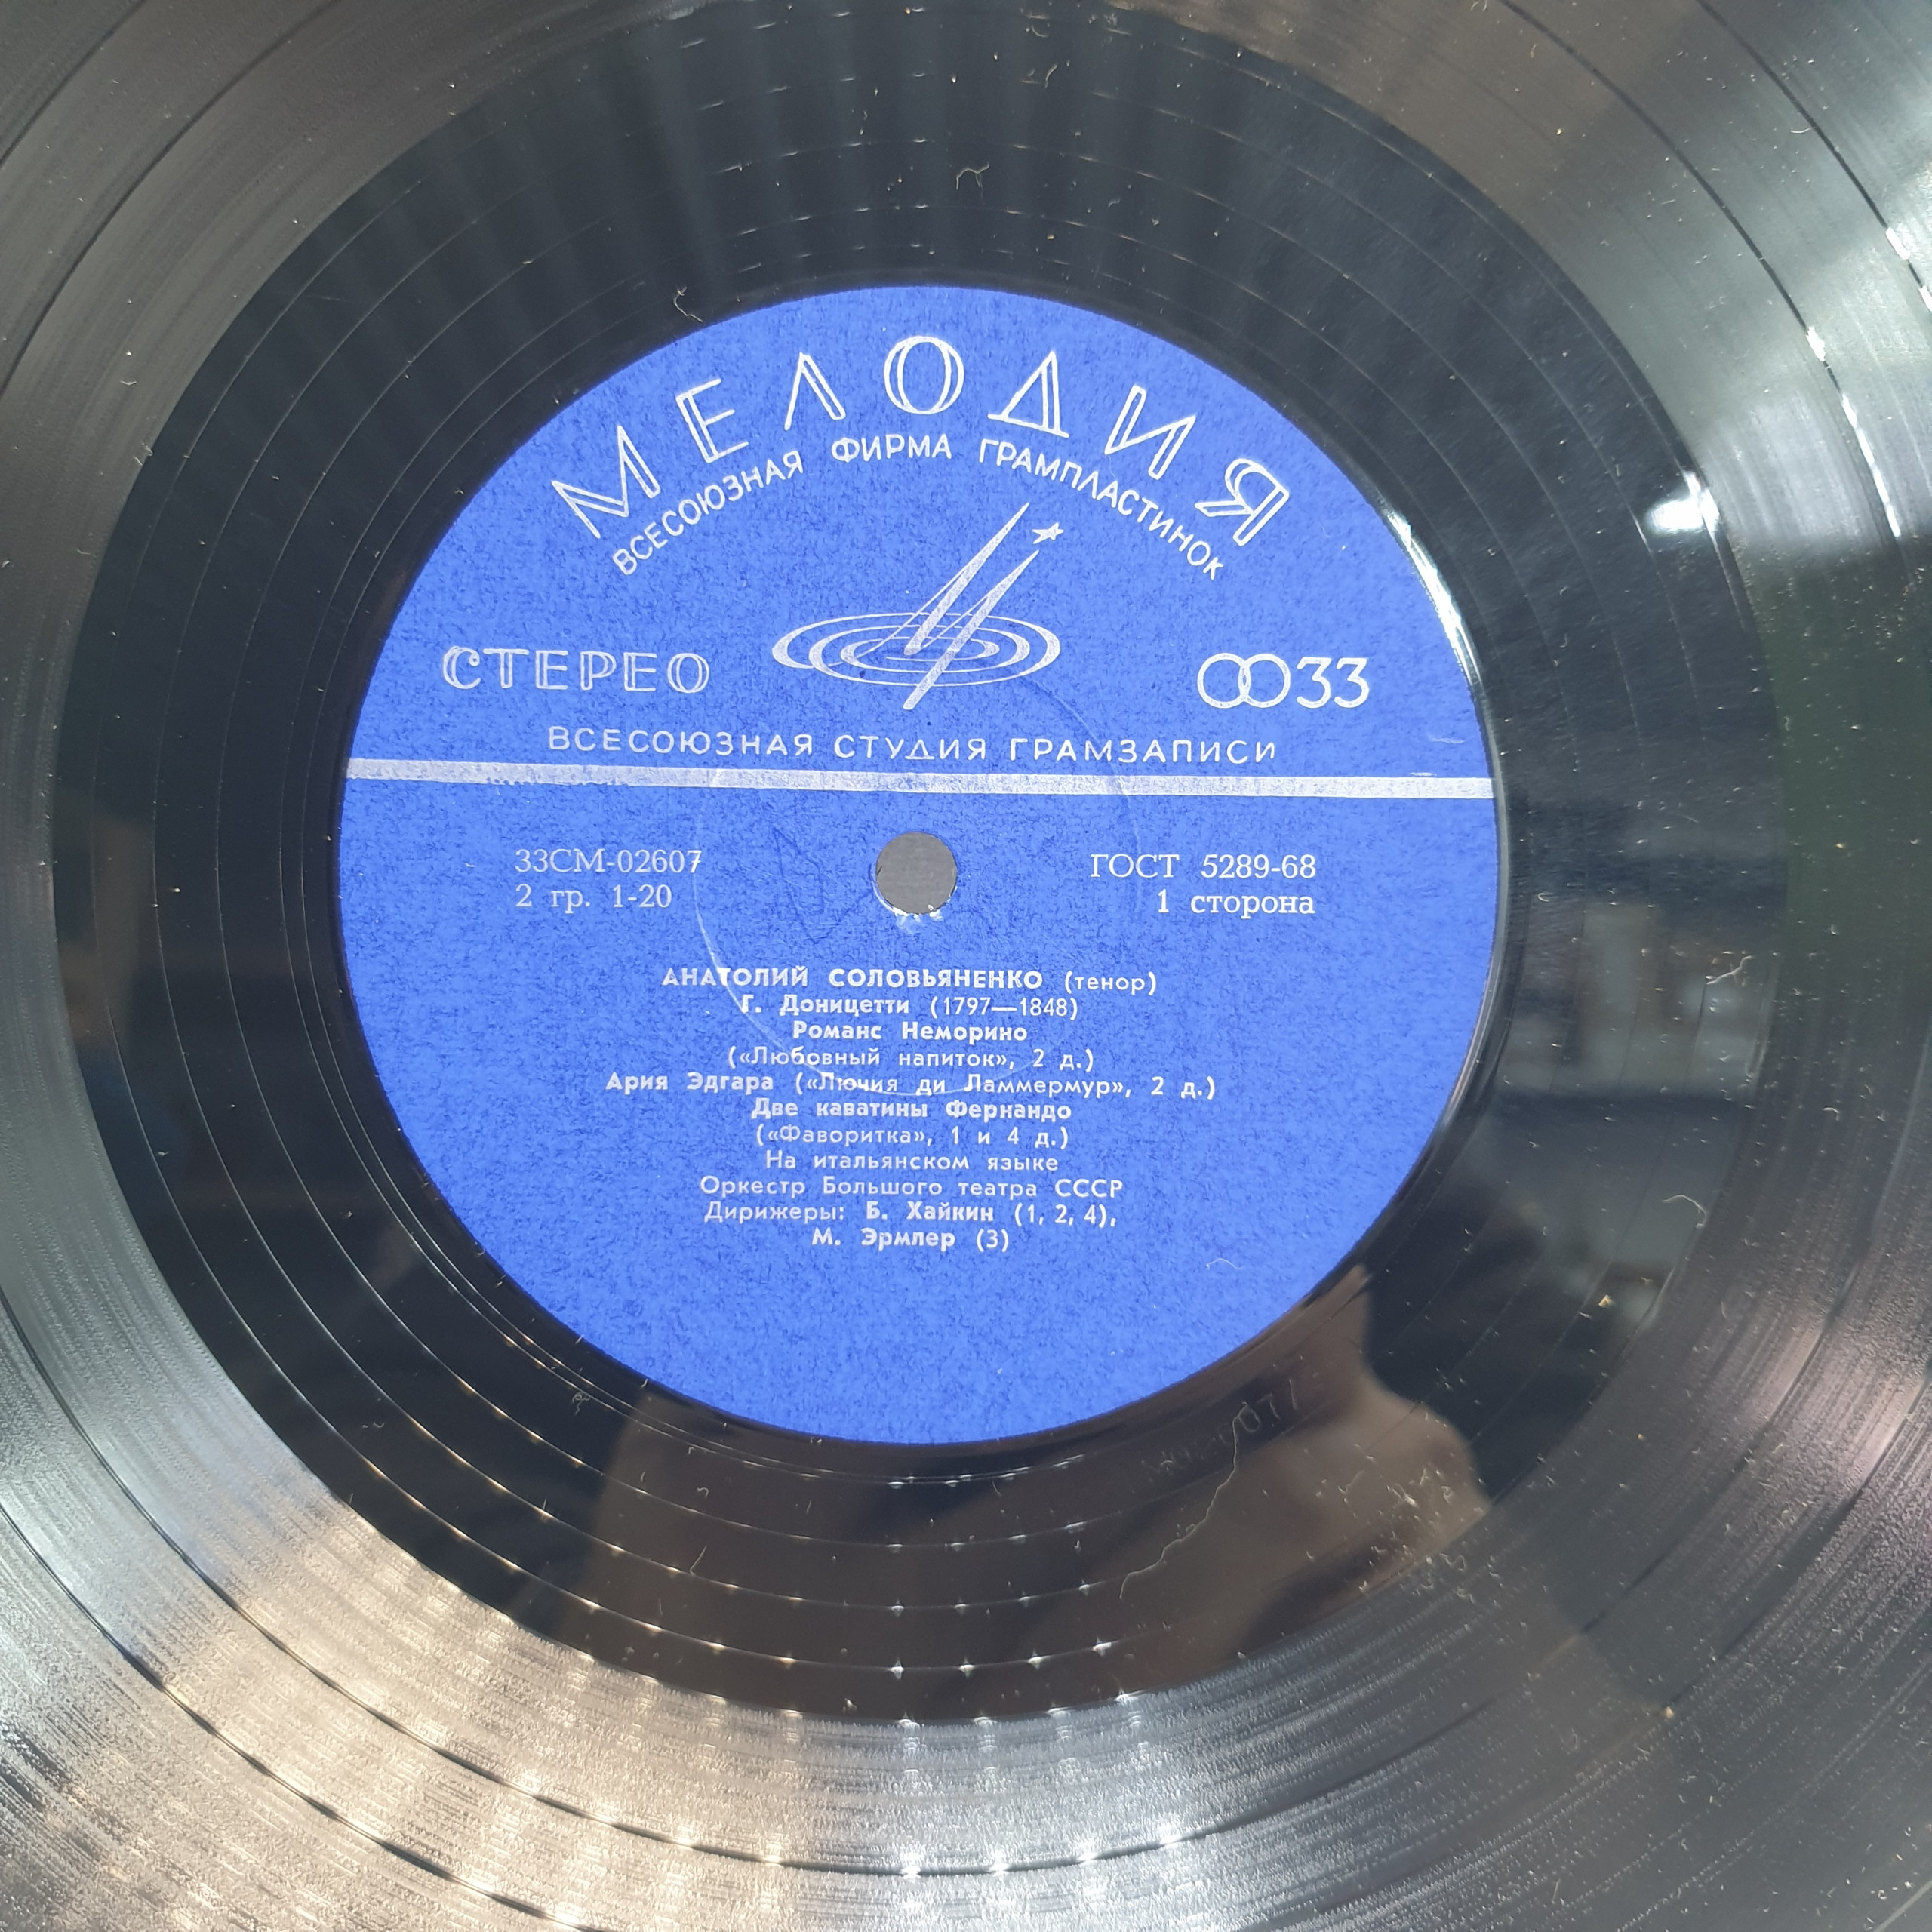 МЕЛОДИЯ
ВСЕСОЮЗНАЯ ФИРМА ГРАМПЛАСТИНОК
СТЕРЕО
33
ВСЕСОЮЗНАЯ СТУДИЯ ГРАМЗАПИСИ
33СМ-02607
2 гр. 1-20
ГОСТ 5289-68
1 сторона
АНАТОЛИЙ СОЛОВЬЯНЕНКО (тенор)
Г. Доницетти (1797—1848)
Романс Неморино
(«Любовный напиток», 2 д.)
Ария Эдгара («Лючия ди Ламмермур», 2 д.)
Две каватины Фернандо
(«Фаворитка», 1 и 4 д.)
На итальянском языке
Оркестр Большого театра СССР
Дирижеры: Б. Хайкин (1, 2, 4),
М. Эрмлер (3)